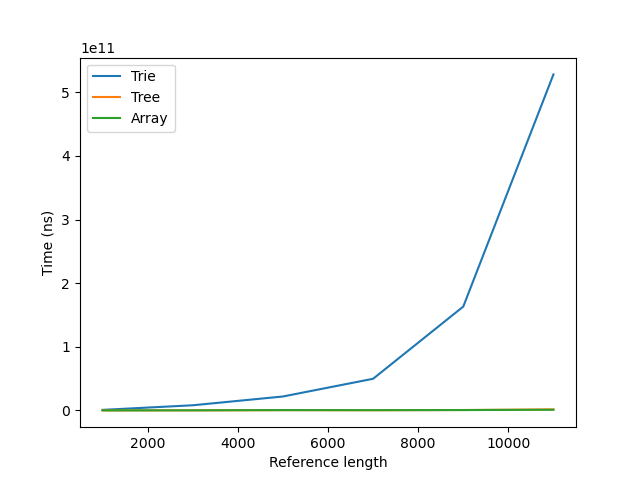 1e11
Trie
Tree
Array
5
4
3
2
1
0
Time (ns)
2000 4000 6000 8000 10000
Reference length